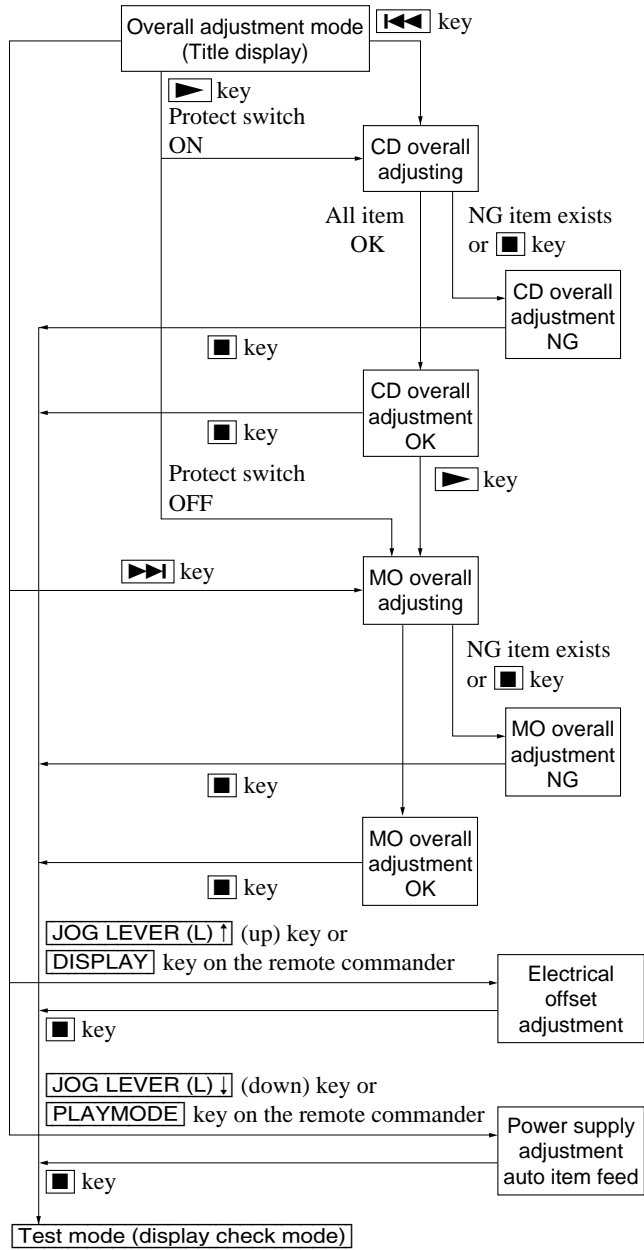 Overall adjustment mode
(Title display)
key
key
Protect switch
ON
CD overall
adjusting
All item
OK
NG item exists
or key
CD overall
adjustment
NG
key
CD overall
adjustment
OK
key
key
Protect switch
OFF
key
MO overall
adjusting
NG item exists
or key
MO overall
adjustment
NG
key
MO overall
adjustment
OK
key
JOG LEVER (L) ↑ (up) key or
DISPLAY key on the remote commander
Electrical
offset
adjustment
key
JOG LEVER (L) ↓ (down) key or
PLAYMODE key on the remote commander
Power supply
adjustment
auto item feed
key
Test mode (display check mode)